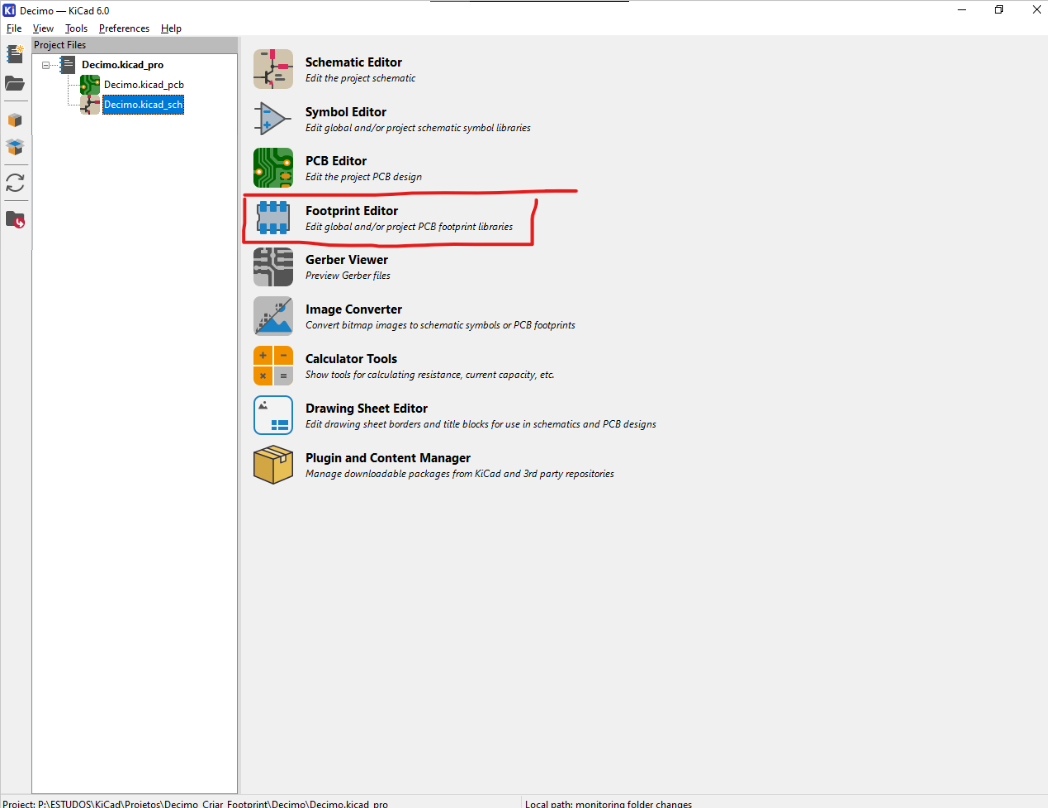 Decimo — KiCad 6.0
File View Tools Preferences Help
Project Files
Decimo.kicad_pro
Decimo.kicad_pcb
Decimo.kicad_sch
Schematic Editor
Edit the project schematic
Symbol Editor
Edit global and/or project schematic symbol libraries
PCB Editor
Edit the project PCB design
Footprint Editor
Edit global and/or project PCB footprint libraries
Gerber Viewer
Preview Gerber files
Image Converter
Convert bitmap images to schematic symbols or PCB footprints
Calculator Tools
Show tools for calculating resistance, current capacity, etc.
Drawing Sheet Editor
Edit drawing sheet borders and title blocks for use in schematics and PCB designs
Plugin and Content Manager
Manage downloadable packages from KiCad and 3rd party repositories
Project: P:\ESTUDOS\KiCad\Projetos\Decimo_Criar_Footprint\Decimo\Decimo.kicad_pro
Local path: monitoring folder changes